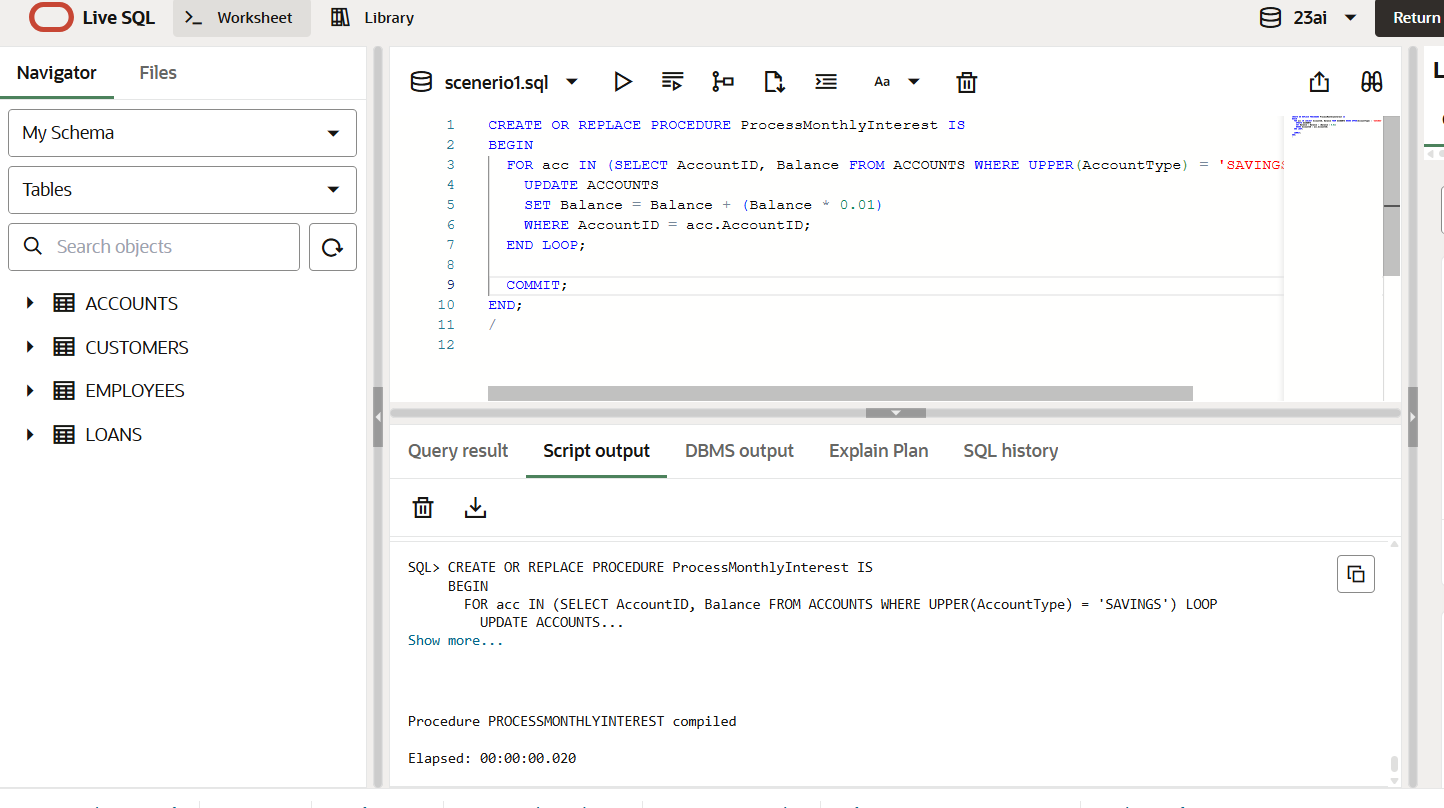 Live SQL
Worksheet
Library
23ai
Return
Navigator
Files
My Schema
Tables
Search objects
ACCOUNTS
CUSTOMERS
EMPLOYEES
LOANS
scenerio1.sql
Aa
1 CREATE OR REPLACE PROCEDURE ProcessMonthlyInterest IS
2 BEGIN
3 FOR acc IN (SELECT AccountID, Balance FROM ACCOUNTS WHERE UPPER(AccountType) = 'SAVINGS
4 UPDATE ACCOUNTS
5 SET Balance = Balance + (Balance * 0.01)
6 WHERE AccountID = acc.AccountID;
7 END LOOP;
8
9 COMMIT;
10 END;
11 /
12
Query result
Script output
DBMS output
Explain Plan
SQL history
SQL> CREATE OR REPLACE PROCEDURE ProcessMonthlyInterest IS
BEGIN
FOR acc IN (SELECT AccountID, Balance FROM ACCOUNTS WHERE UPPER(AccountType) = 'SAVINGS') LOOP
UPDATE ACCOUNTS...
Show more...
Procedure PROCESSMONTHLYINTEREST compiled
Elapsed: 00:00:00.020